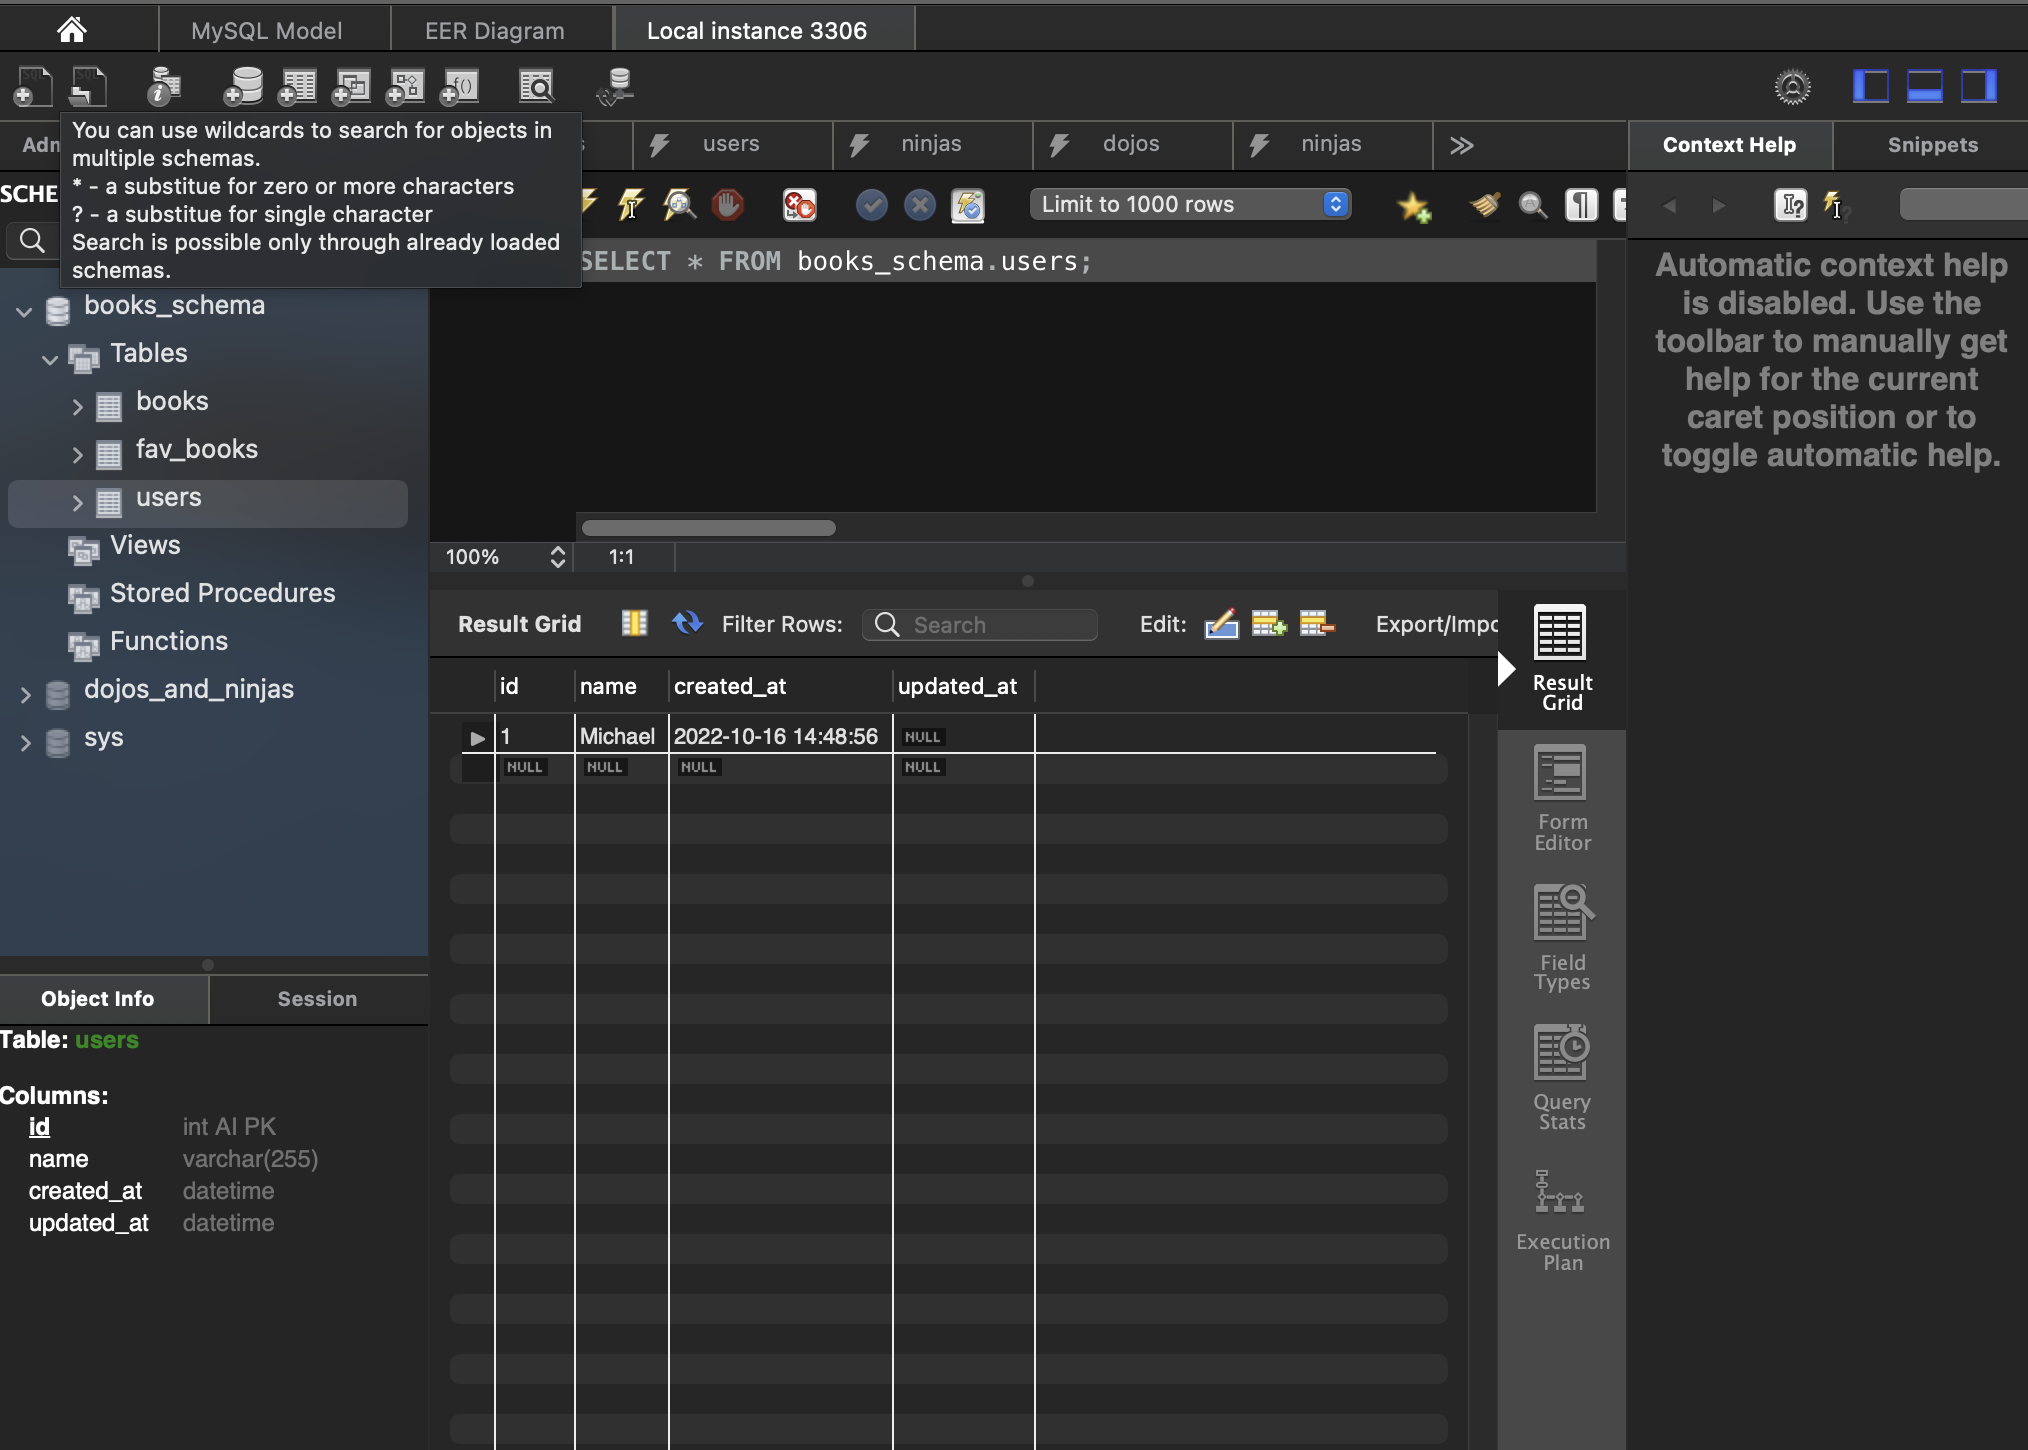 MySQL Model
EER Diagram
Local instance 3306
SQL
SQL
f()
You can use wildcards to search for objects in
multiple schemas.
* - a substitue for zero or more characters
? - a substitue for single character
Search is possible only through already loaded
schemas.
users
ninjas
dojos
ninjas
Context Help
Snippets
SCHE
Limit to 1000 rows
SELECT * FROM books_schema.users;
Automatic context help
is disabled. Use the
toolbar to manually get
help for the current
caret position or to
toggle automatic help.
books_schema
Tables
books
fav_books
users
Views
Stored Procedures
Functions
dojos_and_ninjas
sys
100%
1:1
Result Grid
Filter Rows:
Search
Edit:
Export/Impo
id name created_at updated_at
1 Michael 2022-10-16 14:48:56 NULL
NULL NULL NULL NULL
Result
Grid
Form
Editor
Field
Types
Query
Stats
Execution
Plan
Object Info
Session
Table: users
Columns:
id int AI PK
name varchar(255)
created_at datetime
updated_at datetime